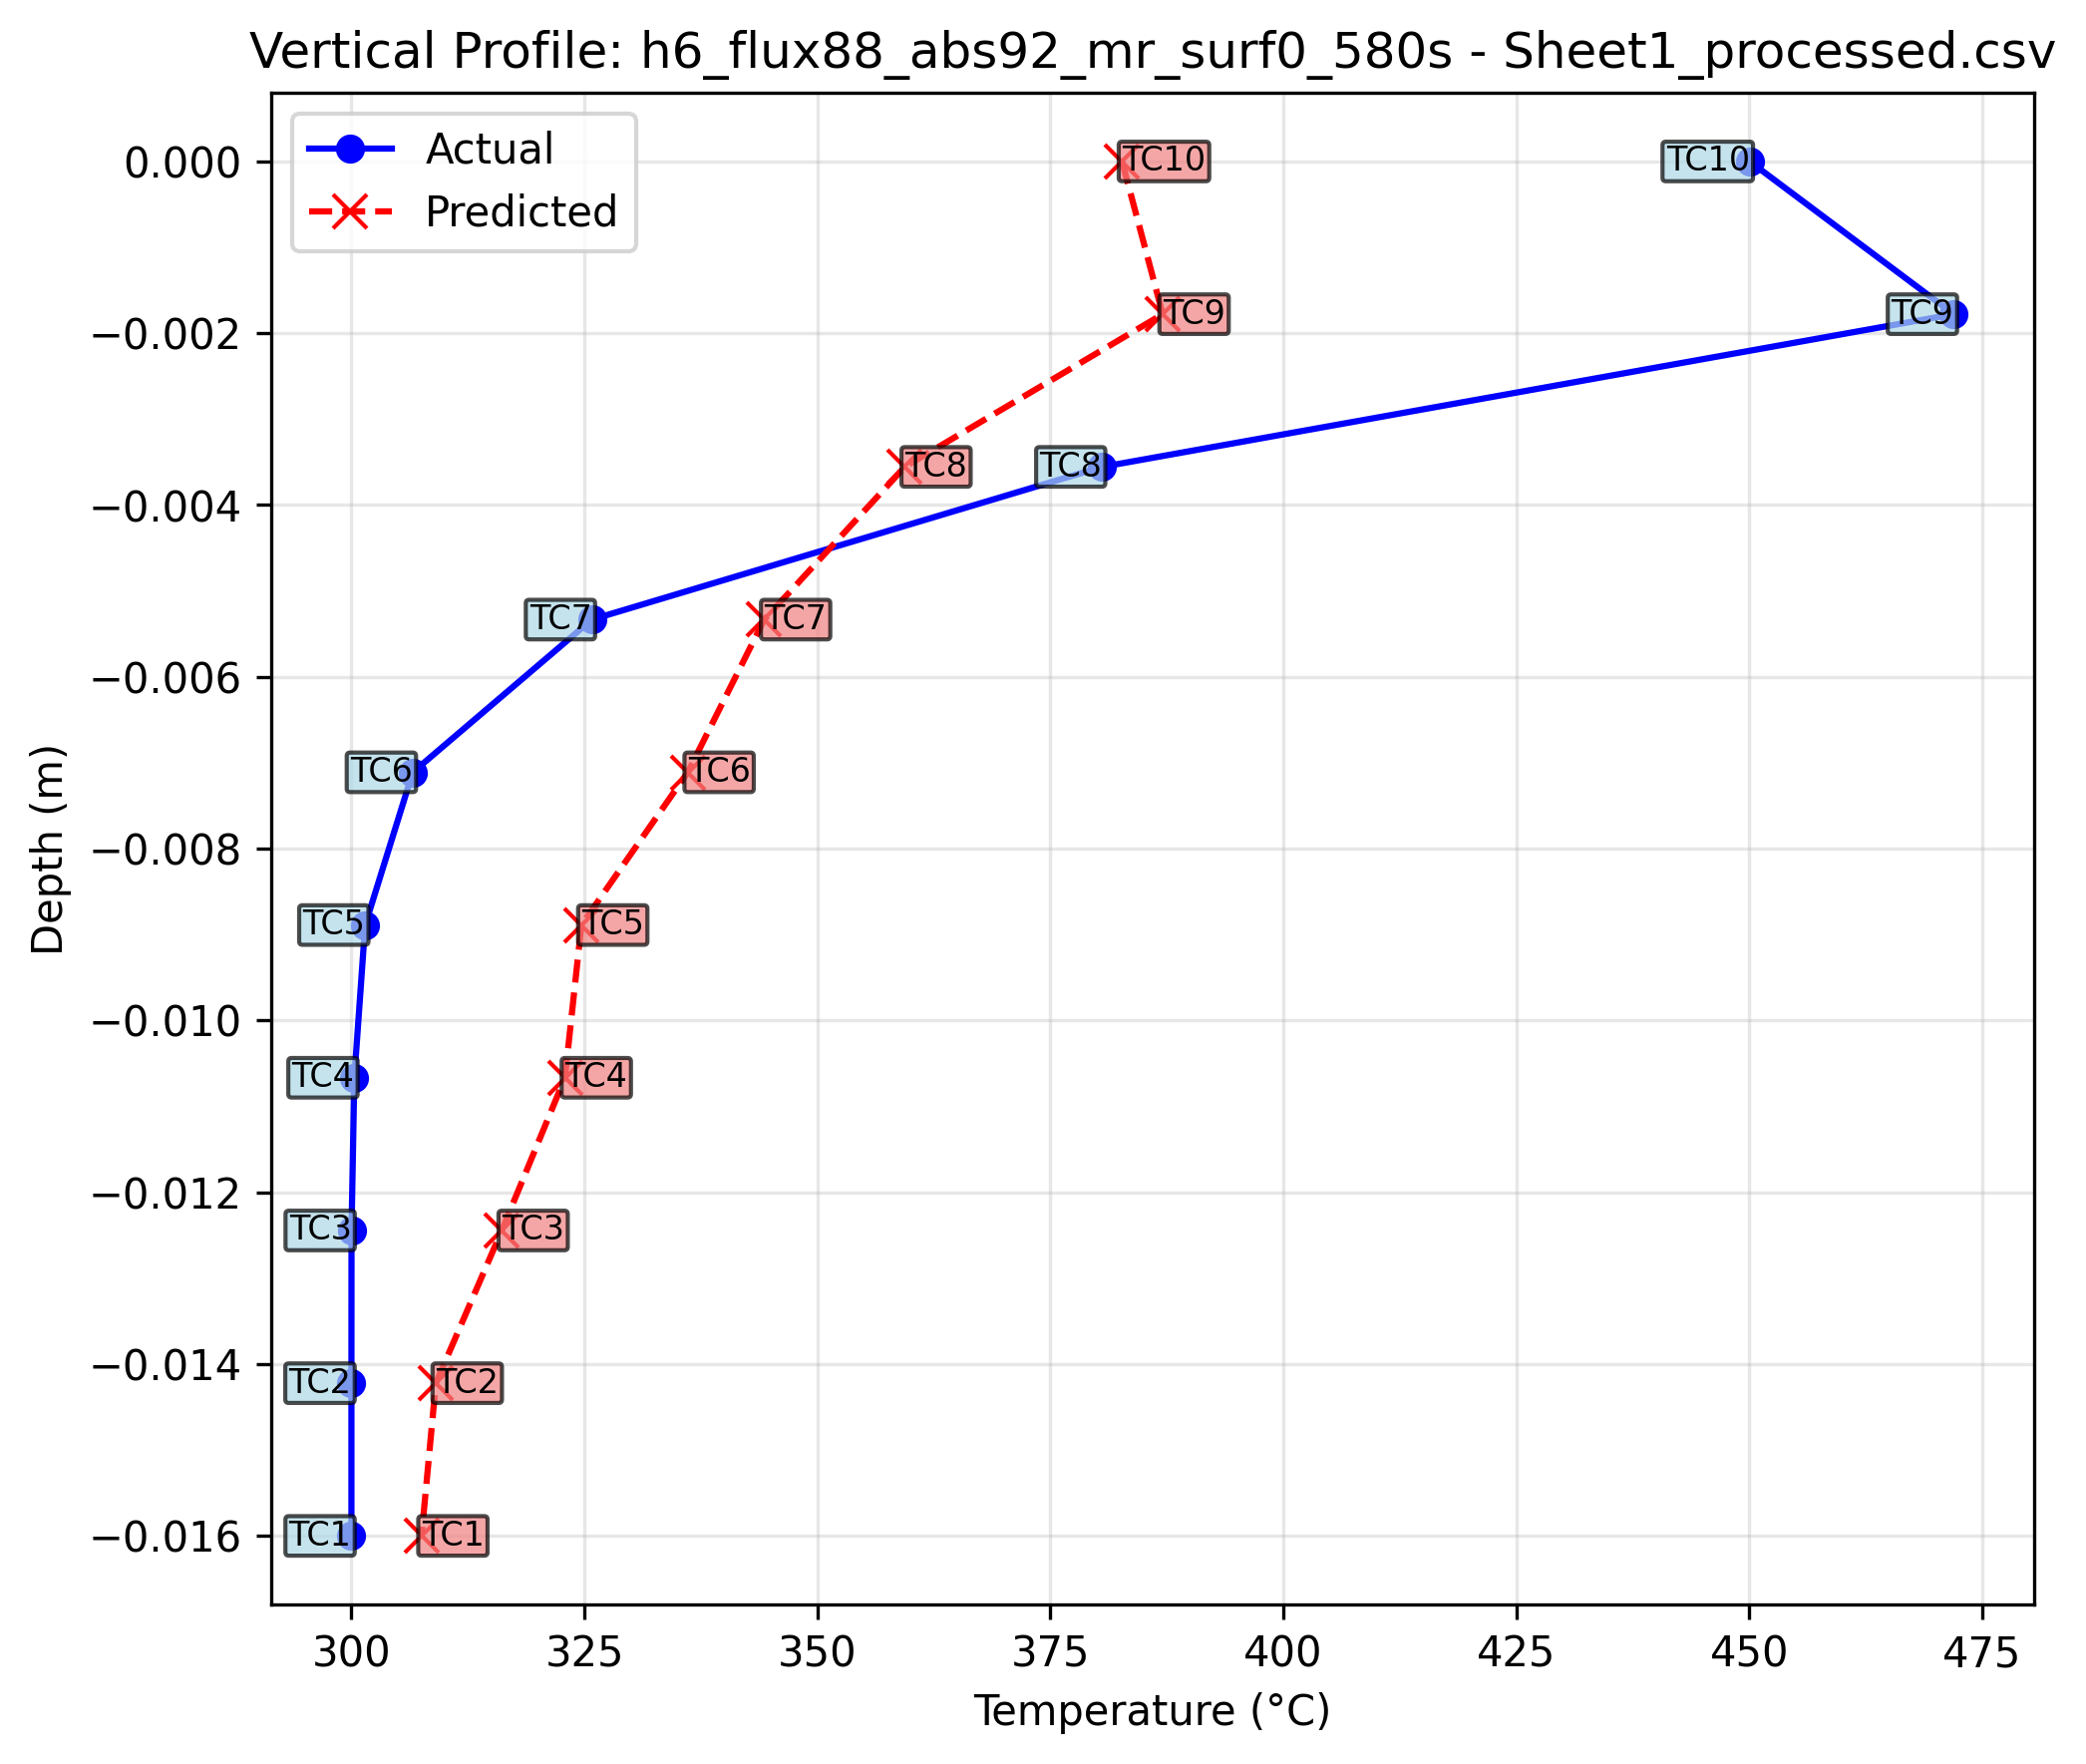 Vertical Profile: h6_flux88_abs92_mr_surf0_580s - Sheet1_processed.csv
Actual
Predicted
Depth (m)
0.000
−0.002
−0.004
−0.006
−0.008
−0.010
−0.012
−0.014
−0.016
TC10 TC10
TC9 TC9
TC8 TC8
TC7 TC7
TC6 TC6
TC5 TC5
TC4 TC4
TC3 TC3
TC2 TC2
TC1 TC1
300 325 350 375 400 425 450 475
Temperature (°C)